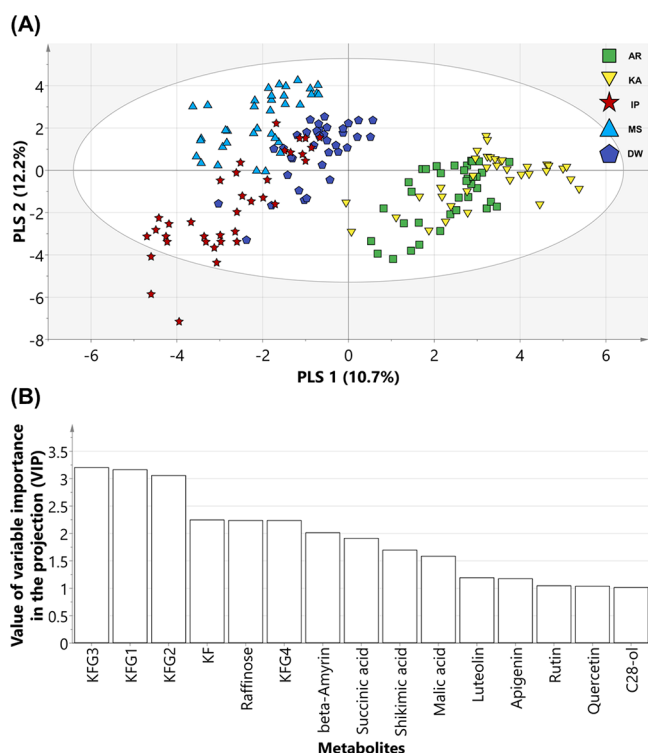 (A)
AR
KA
IP
MS
DW
4
2
0
-2
-4
-6
-8
PLS 2 (12.2%)
-6
-4
-2
0
2
4
6
PLS 1 (10.7%)
(B)
Value of variable importance
in the projection (VIP)
3.5
3
2.5
2
1.5
1
0.5
0
KFG3
KFG1
KFG2
KF
Raffinose
KFG4
beta-Amyrin
Succinic acid
Shikimic acid
Malic acid
Luteolin
Apigenin
Rutin
Quercetin
C28-ol
Metabolites